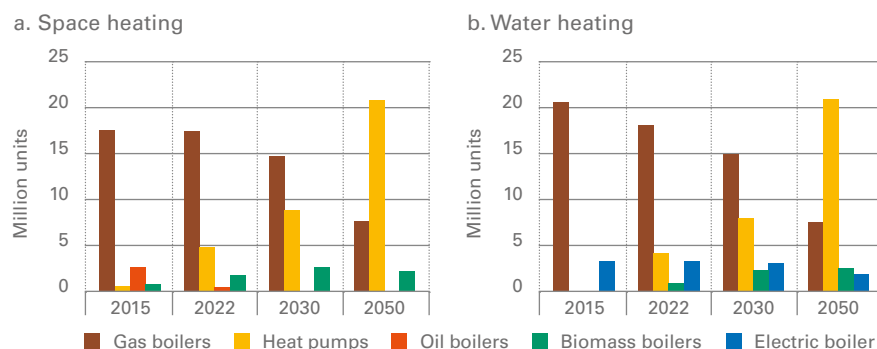 a. Space heating
Million units
25
20
15
10
5
0
2015 2022 2030 2050
b. Water heating
Million units
25
20
15
10
5
0
2015 2022 2030 2050
Gas boilers Heat pumps Oil boilers Biomass boilers Electric boiler